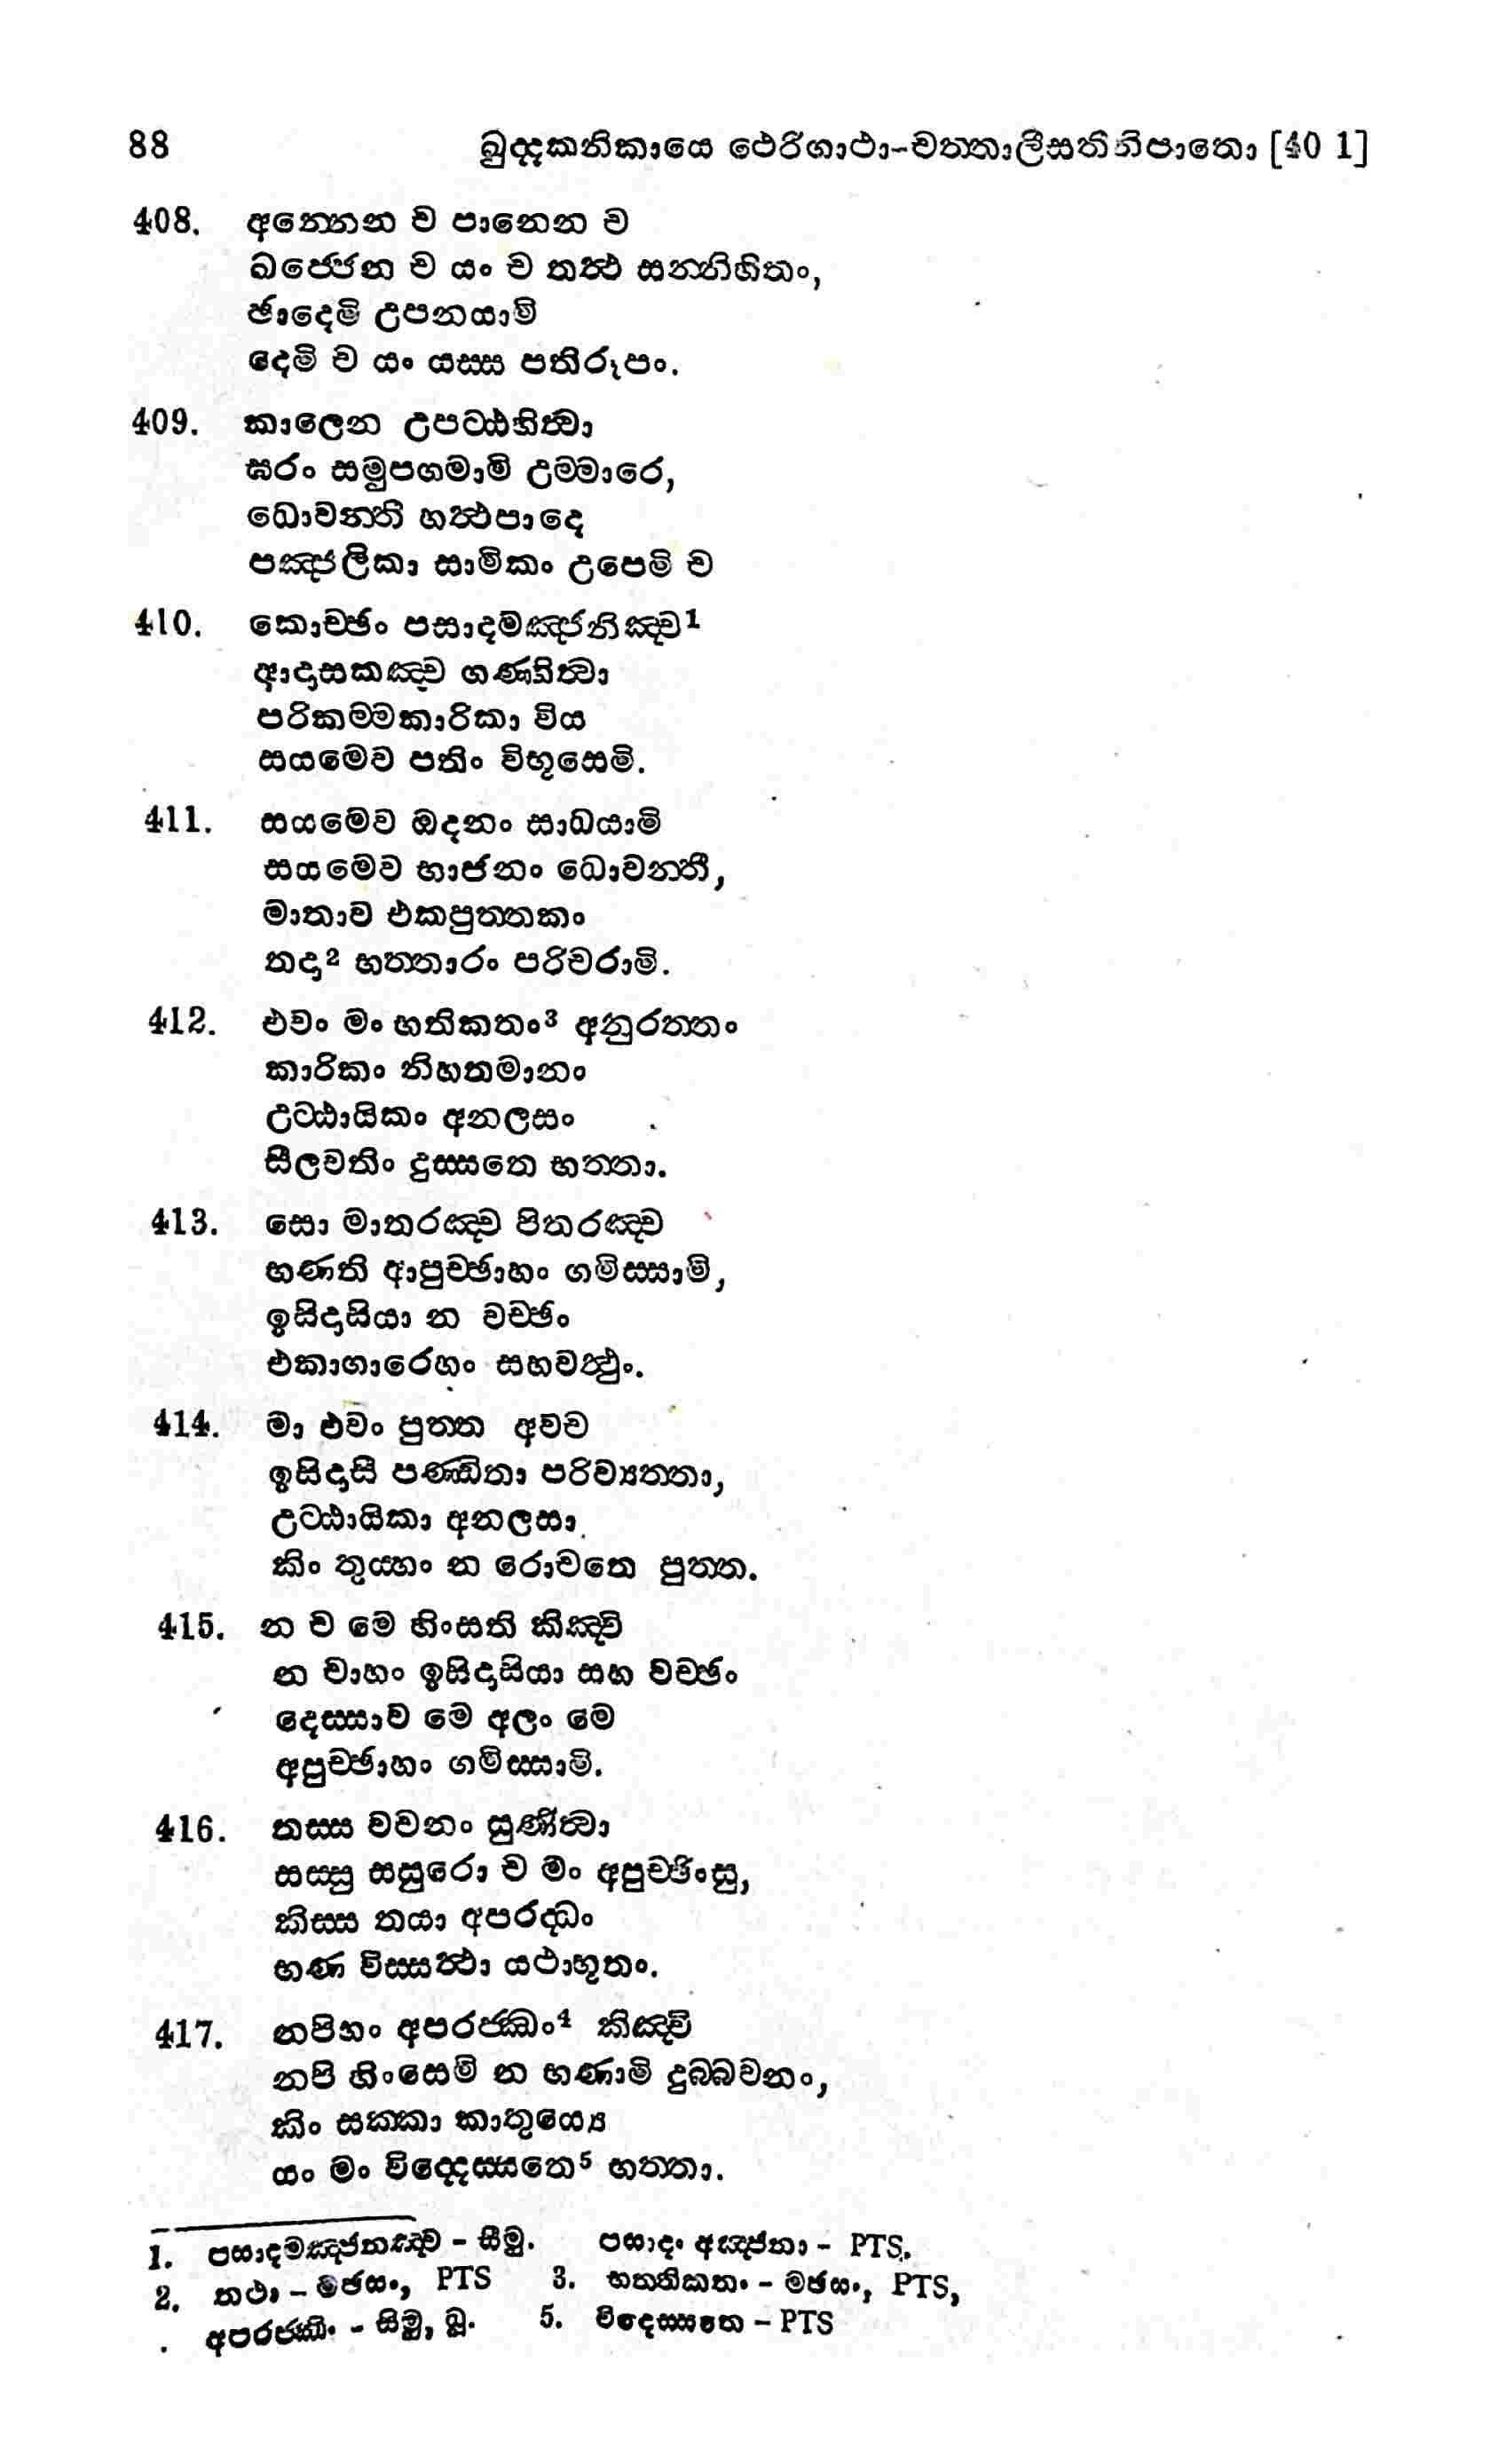 88 ඛුද්දකනිකායෙ ථෙරිගාථා-චත්තාලීසතිනිපාතො [40 1]
408. අන්නෙන ච පානෙන ච
ඛජ්ජෙන ච යං ච තත්ථ සන්නිහිතං,
ඡාදෙමි උපනයාමි
දෙමි ච යං යස්ස පතිරූපං.
409. කාලෙන උපට්ඨහිත්වා
ඝරං සමුපගමාමි උම්මාරෙ,
ධොවන්තී හත්ථපාදෙ
පඤ්ජලිකා සාමිකං උපෙමි ච
410. කොච්ඡං පසාදමඤ්ජනිඤ්ච¹
ආදාසකඤ්ච ගණ්හිත්වා
පරිකම්මකාරිකා විය
සයමෙව පතිං විභූසෙමි.
411. සයමෙව ඔදනං සාධයාමි
සයමෙව භාජනං ධොවන්තී,
මාතාව එකපුත්තකං
තදා² භත්තාරං පරිචරාමි.
412. එවං මං භතිකතං³ අනුරත්තං
කාරිකං නිහතමානං
උට්ඨායිකං අනලසං
සීලවතිං දුස්සතෙ භත්තා.
413. සො මාතරඤ්ච පිතරඤ්ච
භණති ආපුච්ඡාහං ගමිස්සාමි,
ඉසිදාසියා න වච්ඡං
එකාගාරෙහං සහවත්ථුං.
414. මා එවං පුත්ත අවච
ඉසිදාසී පණ්ඩිතා පරිව්‍යත්තා,
උට්ඨායිකා අනලසා
කිං තුය්හං න රොචතෙ පුත්ත.
415. න ච මෙ හිංසති කිඤ්චි
න චාහං ඉසිදාසියා සහ වච්ඡං
දෙස්සාව මෙ අලං මෙ
අපුච්ඡාහං ගමිස්සාමි.
416. තස්ස වචනං සුණිත්වා
සස්සු සසුරො ච මං අපුච්ඡිංසු,
කිස්ස තයා අපරද්ධං
භණ විස්සත්ථා යථාභූතං.
417. නපිහං අපරජ්ඣං⁴ කිඤ්චි
නපි හිංසෙමි න භණාමි දුබ්බචනං,
කිං සක්කා කාතුය්‍යෙ
යං මං විද්දෙස්සතෙ⁵ භත්තා.
1. පසාදමඤ්ජනඤ්ච - සීමු. පසාදං අඤ්ජනා - PTS.
2. තථා - මඡසං, PTS 3. භත්තිකතං - මඡසං, PTS,
. අපරජ්ඣිං - සිමු, බු. 5. විදෙස්සතෙ - PTS